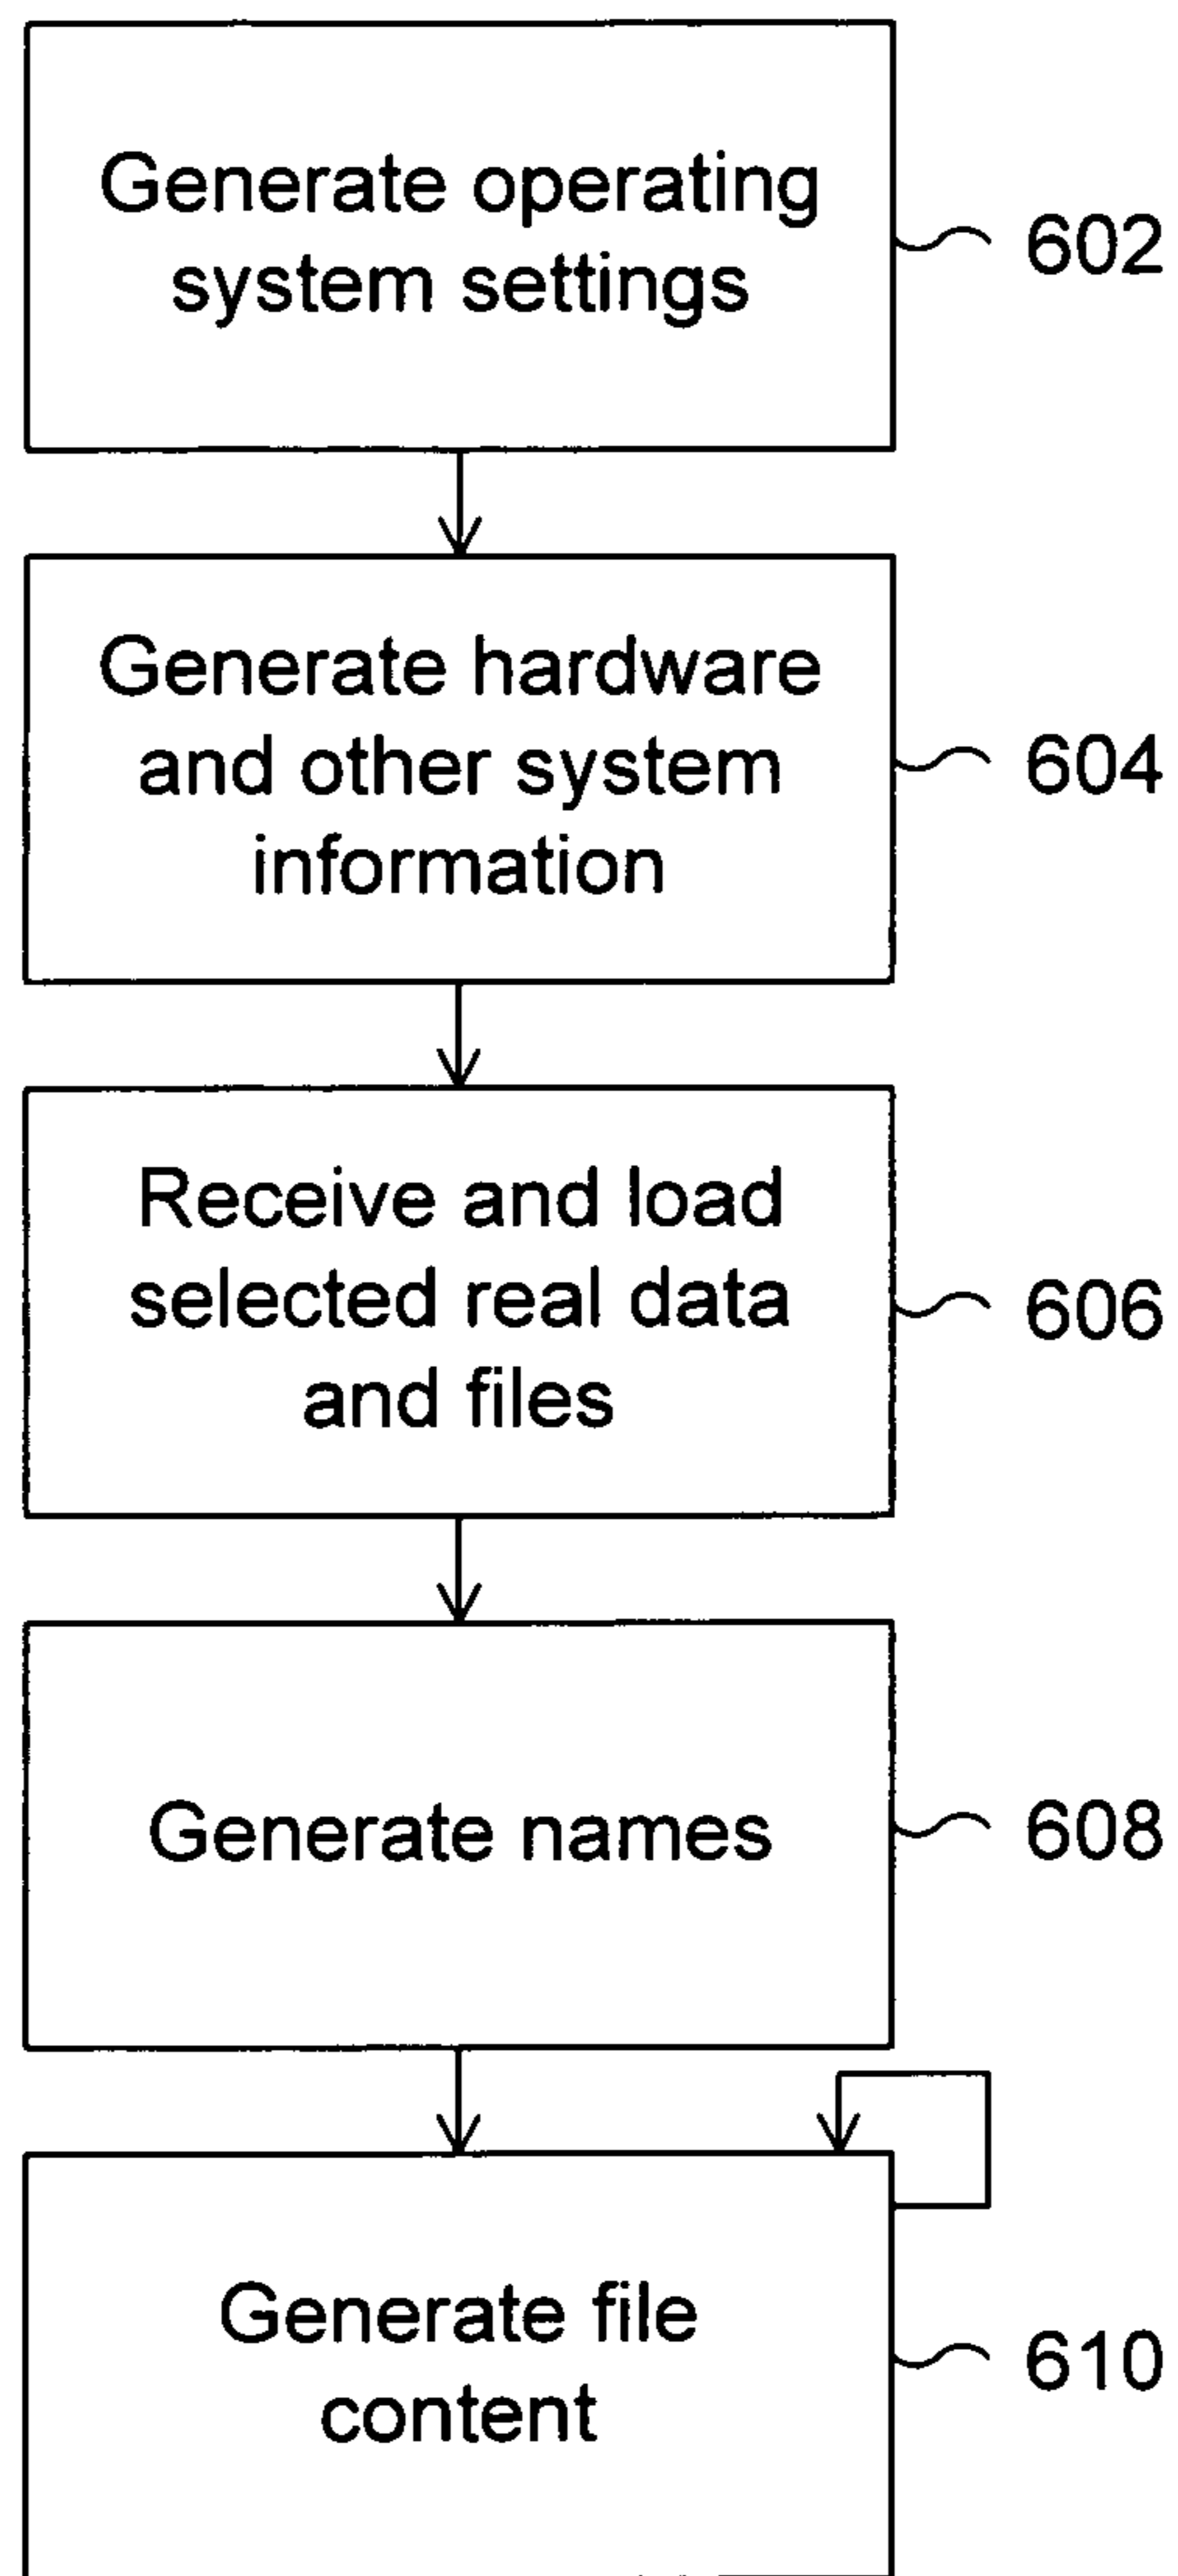 Generate operating
system settings
602
Generate hardware
and other system
information
604
Receive and load
selected real data
and files
606
Generate names
608
Generate file
content
610